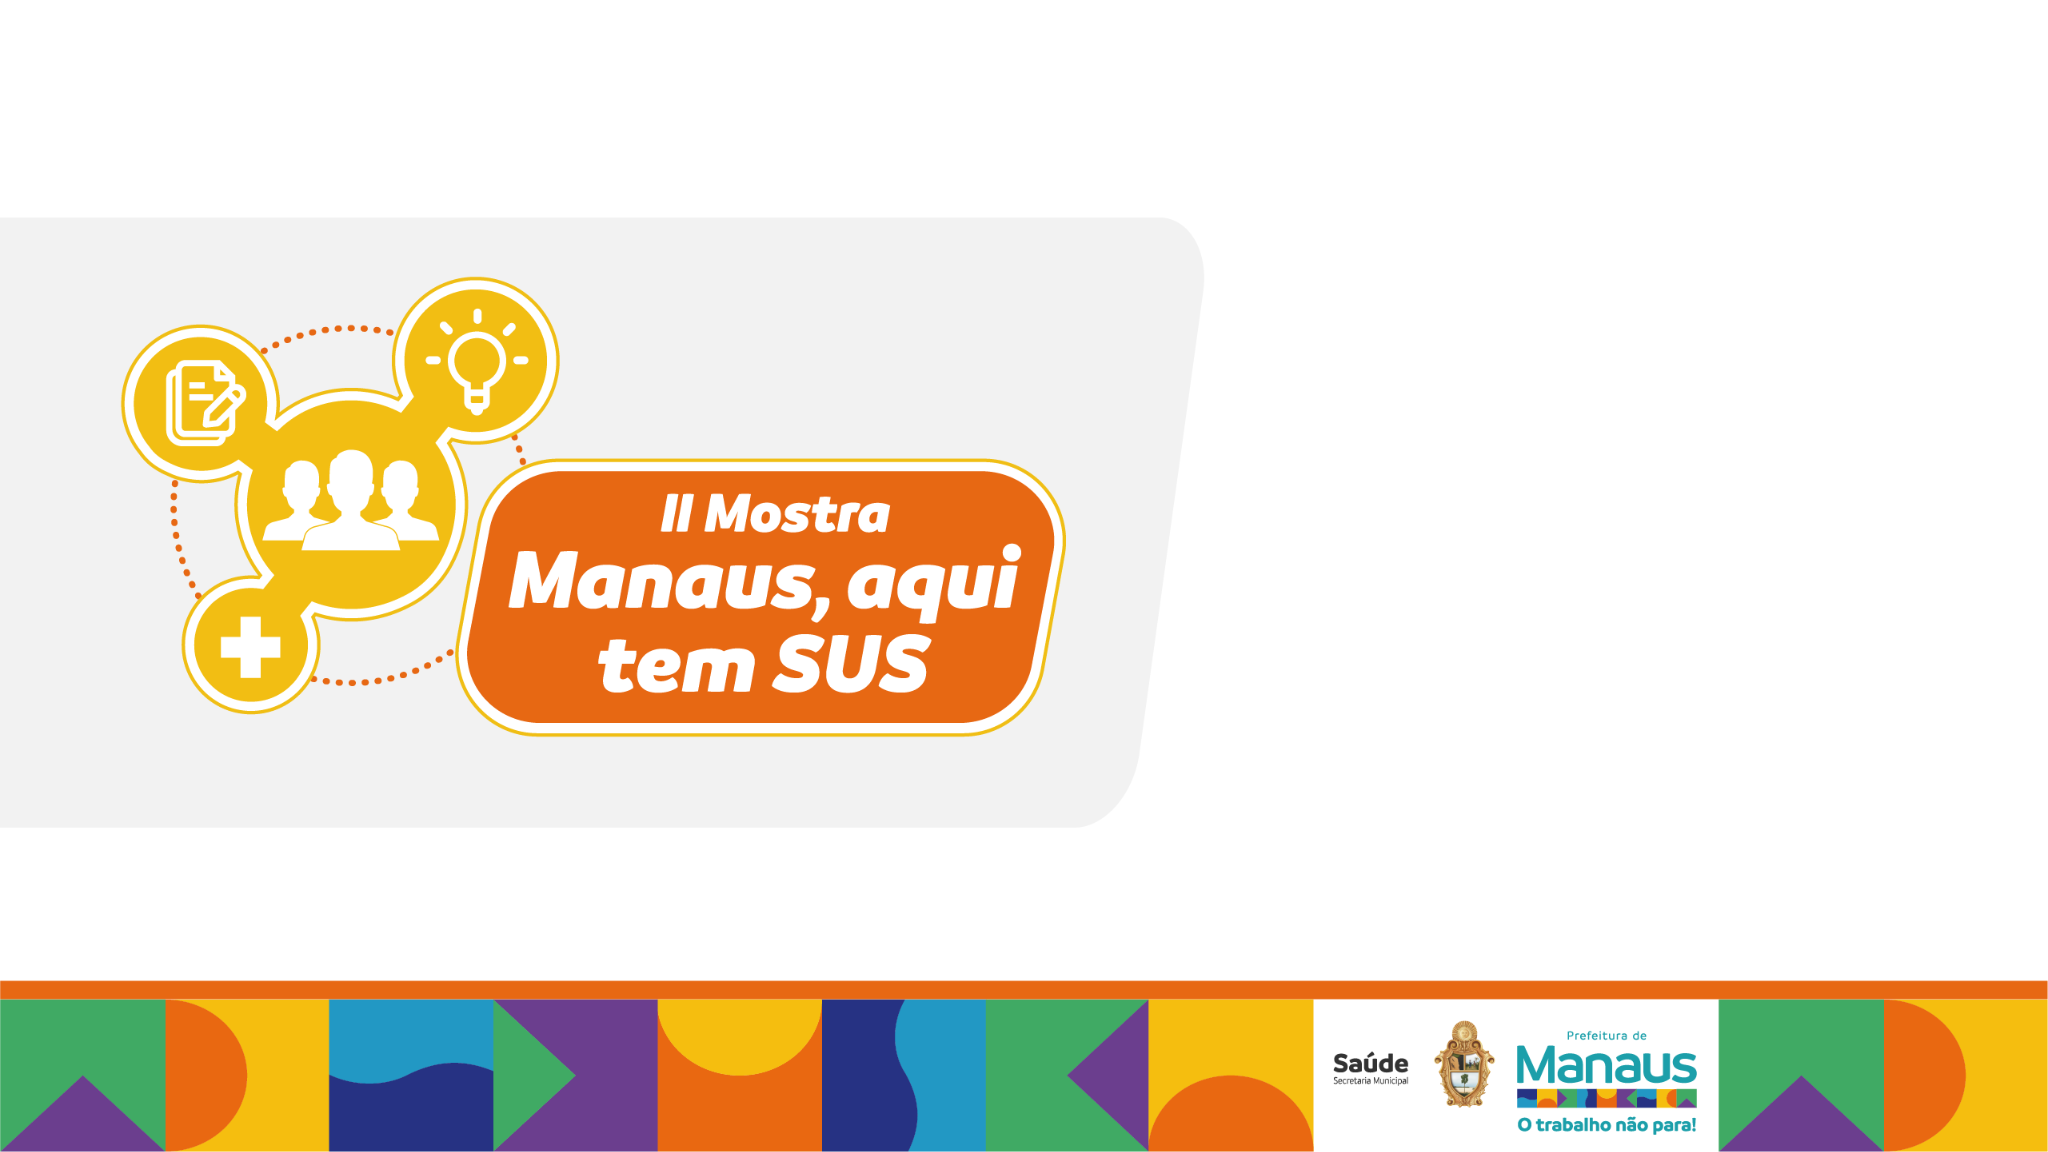 II Mostra
Manaus, aqui
tem SUS
Saúde
Secretaria Municipal
Prefeitura de
Manaus
O trabalho não para!